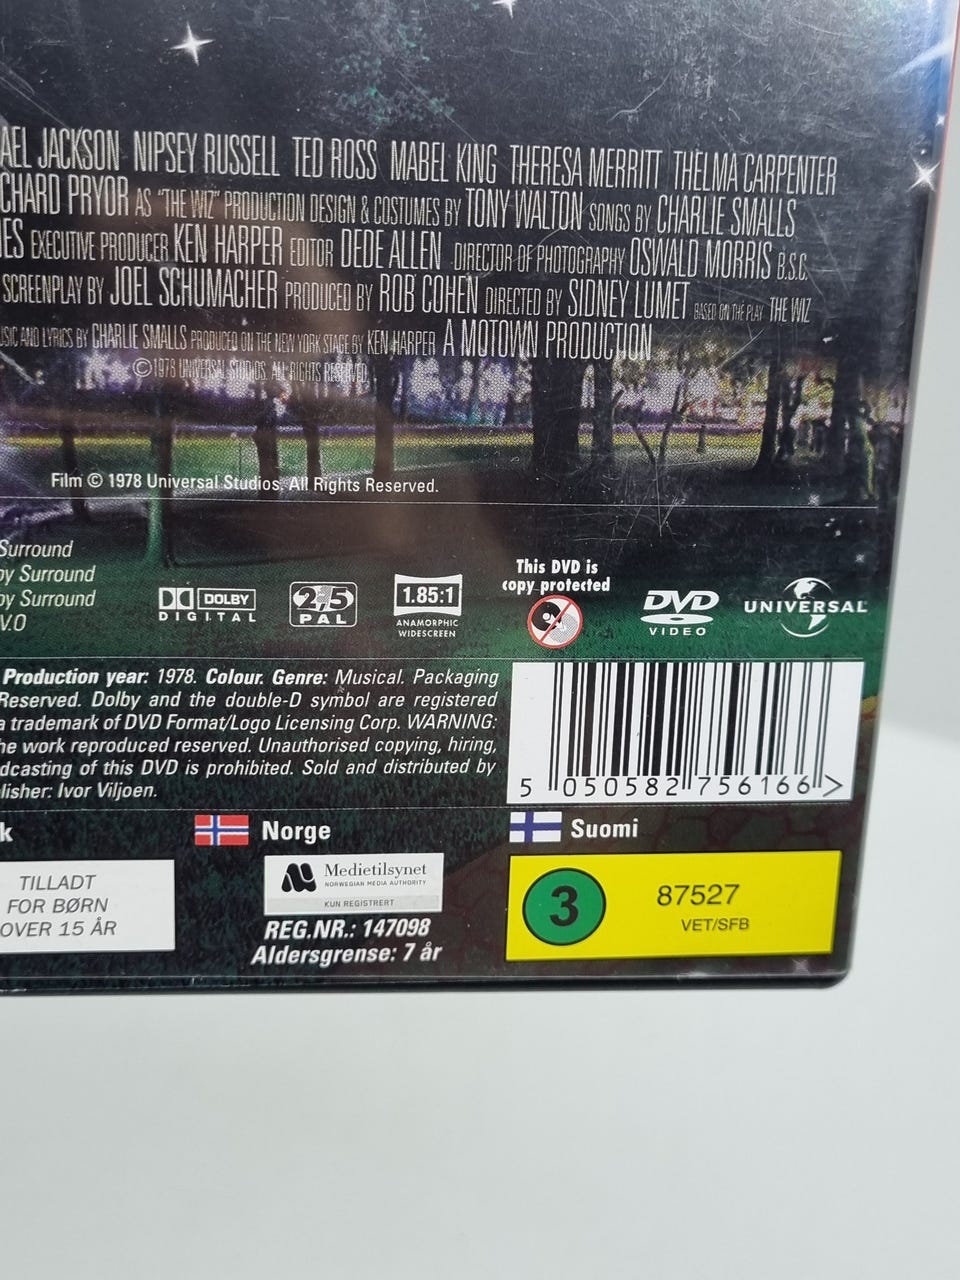 AEL JACKSON NIPSEY RUSSELL TED ROSS MABEL KING THERESA MERRITT THELMA CARPENTER
CHARD PRYOR AS "THE WIZ" PRODUCTION DESIGN & COSTUMES BY TONY WALTON SONGS BY CHARLIE SMALLS
ES EXECUTIVE PRODUCER KEN HARPER EDITOR DEDE ALLEN DIRECTOR OF PHOTOGRAPHY OSWALD MORRIS B.S.C.
SCREENPLAY BY JOEL SCHUMACHER PRODUCED BY ROB COHEN DIRECTED BY SIDNEY LUMET BASED ON THE PLAY THE WIZ
USIC AND LYRICS BY CHARLIE SMALLS PRODUCED ON THE NEW YORK STAGE BY KEN HARPER A MOTOWN PRODUCTION
©1978 UNIVERSAL STUDIOS. ALL RIGHTS RESERVED.
Film © 1978 Universal Studios. All Rights Reserved.
Surround
by Surround
by Surround
V.O
DOLBY
DIGITAL
2,5
PAL
1.85:1
ANAMORPHIC
WIDESCREEN
This DVD is
copy protected
DVD
VIDEO
UNIVERSAL
Production year: 1978. Colour. Genre: Musical. Packaging
Reserved. Dolby and the double-D symbol are registered
a trademark of DVD Format/Logo Licensing Corp. WARNING:
he work reproduced reserved. Unauthorised copying, hiring,
dcasting of this DVD is prohibited. Sold and distributed by
lisher: Ivor Viljoen.
5 050582 756166 >
k
Norge
Suomi
TILLADT
FOR BØRN
OVER 15 ÅR
Medietilsynet
NORWEGIAN MEDIA AUTHORITY
KUN REGISTRERT
REG.NR.: 147098
Aldersgrense: 7 år
3
87527
VET/SFB